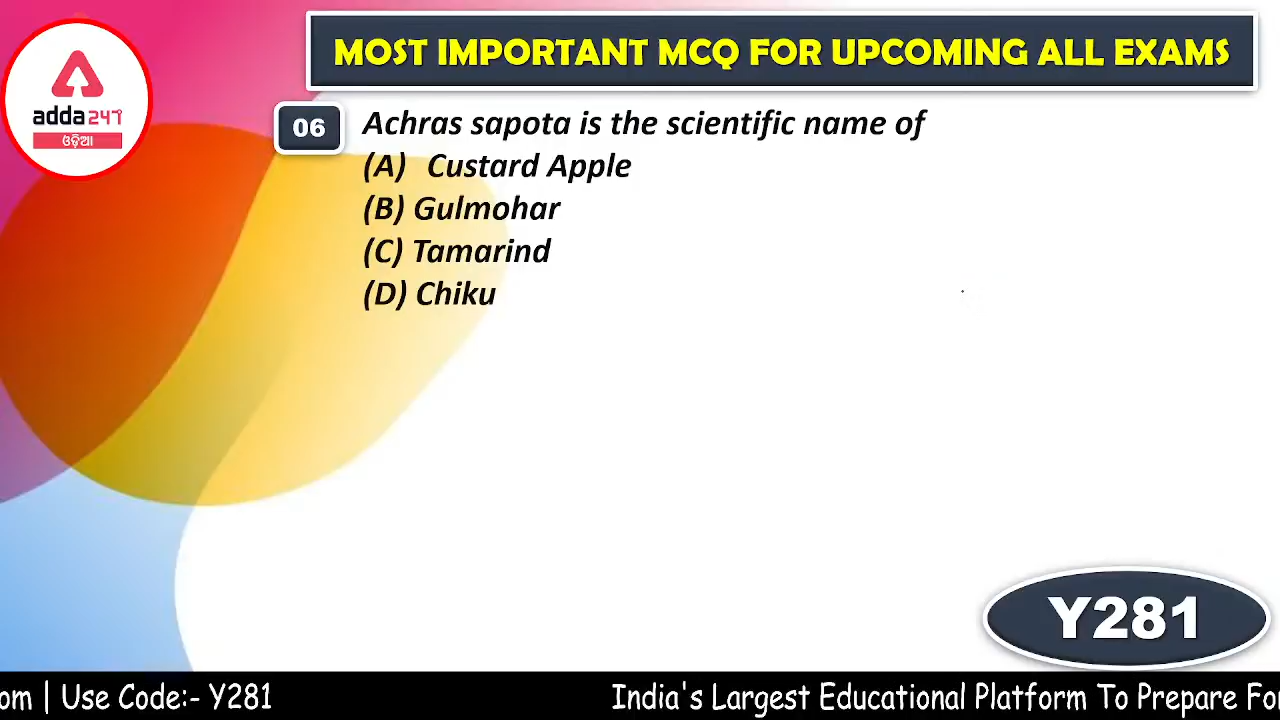 MOST IMPORTANT MCQ FOR UPCOMING ALL EXAMS
adda247
ଓଡ଼ିଆ
06 Achras sapota is the scientific name of
(A) Custard Apple
(B) Gulmohar
(C) Tamarind
(D) Chiku
Y281
om | Use Code:- Y281 India's Largest Educational Platform To Prepare Fo